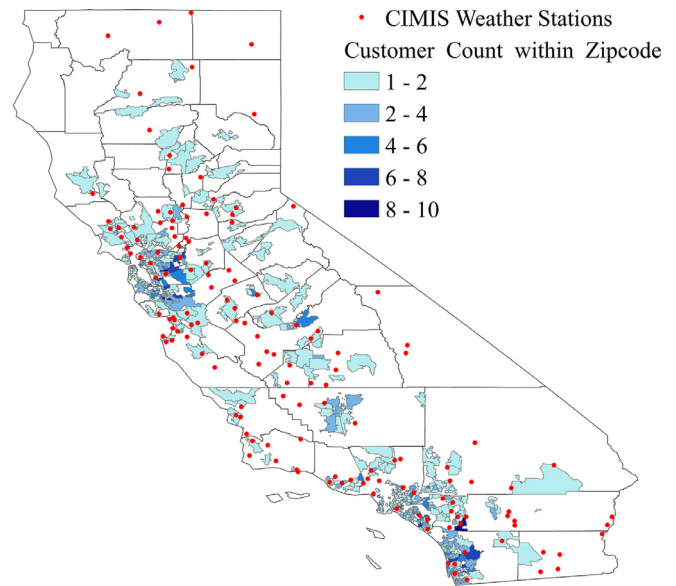 CIMIS Weather Stations
Customer Count within Zipcode
1 - 2
2 - 4
4 - 6
6 - 8
8 - 10